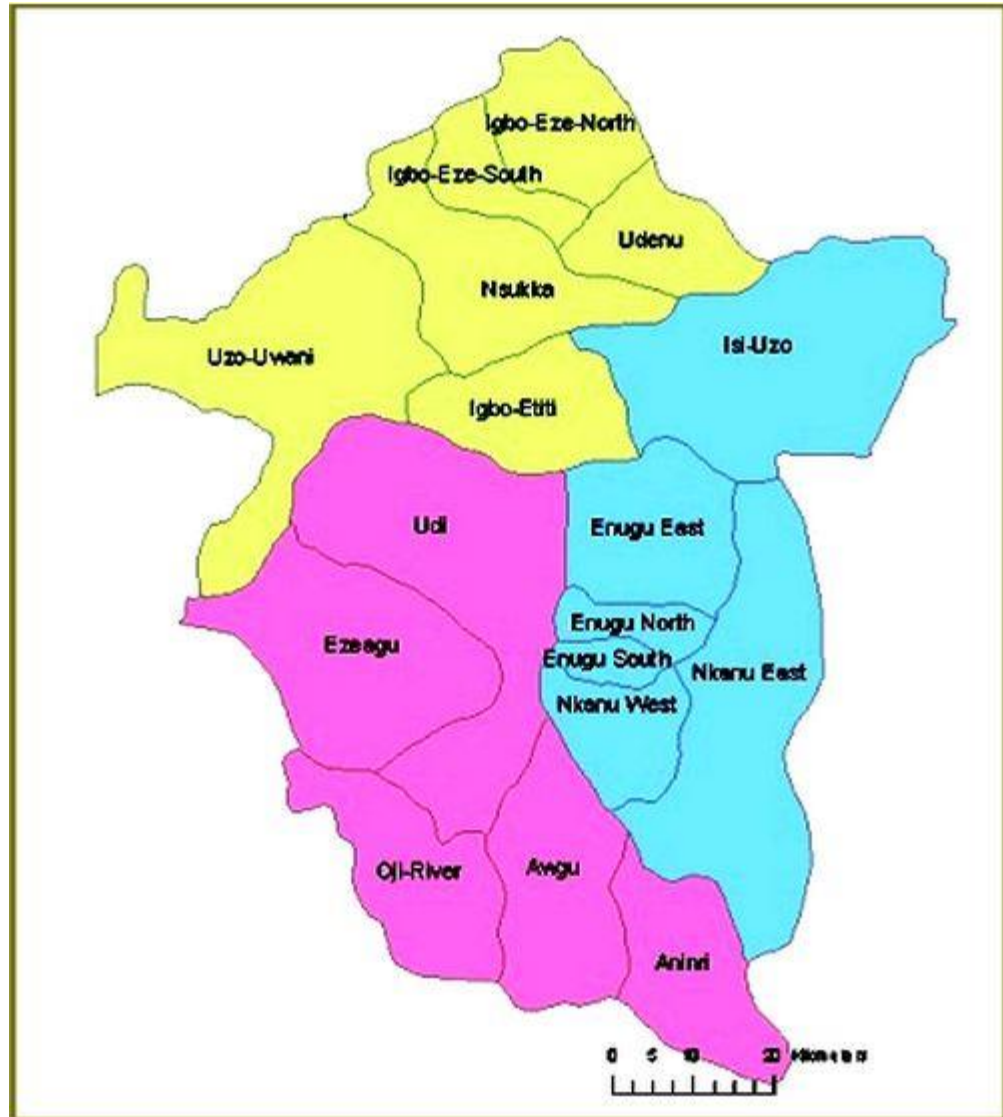 Igbo-Eze-North
Igbo-Eze-South
Udenu
Nsukka
Isi-Uzo
Uzo-Uwani
Igbo-Etiti
Udi
Enugu East
Enugu North
Ezeagu
Enugu South
Nkanu East
Nkanu West
Oji-River
Awgu
Aninri
0 5 10 20 Kilometers